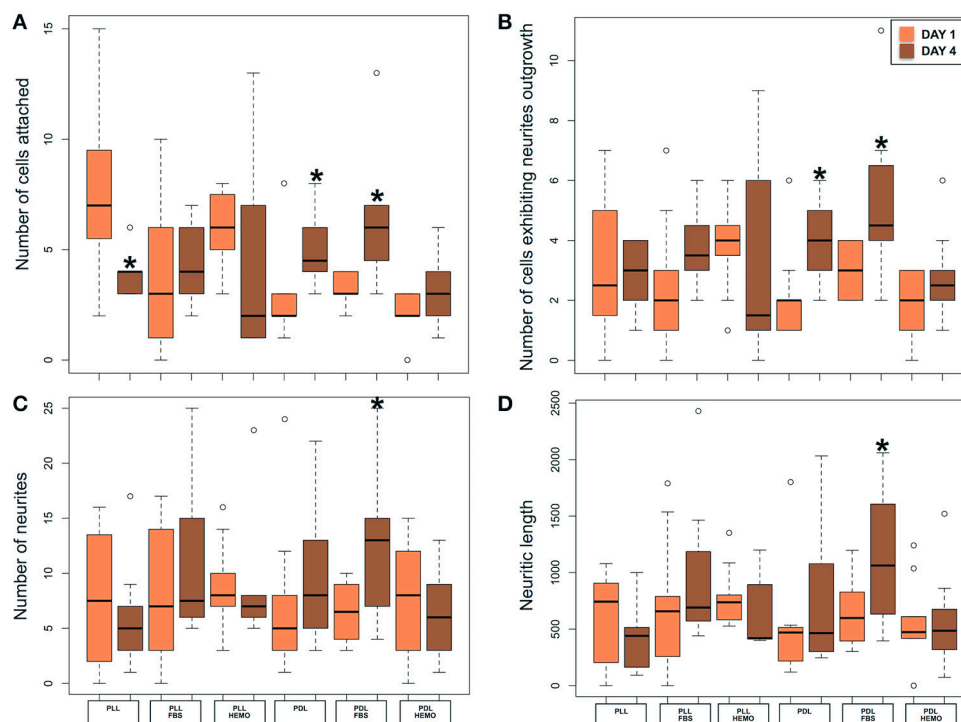 A
Number of cells attached
15
10
5
0
*
*
*
B
Number of cells exhibiting neurites outgrowth
10
8
6
4
2
0
*
*
DAY 1
DAY 4
C
Number of neurites
25
20
15
10
5
0
*
PLL
PLL
FBS
PLL
HEMO
PDL
PDL
FBS
PDL
HEMO
D
Neuritic length
2500
2000
1500
1000
500
0
*
PLL
PLL
FBS
PLL
HEMO
PDL
PDL
FBS
PDL
HEMO